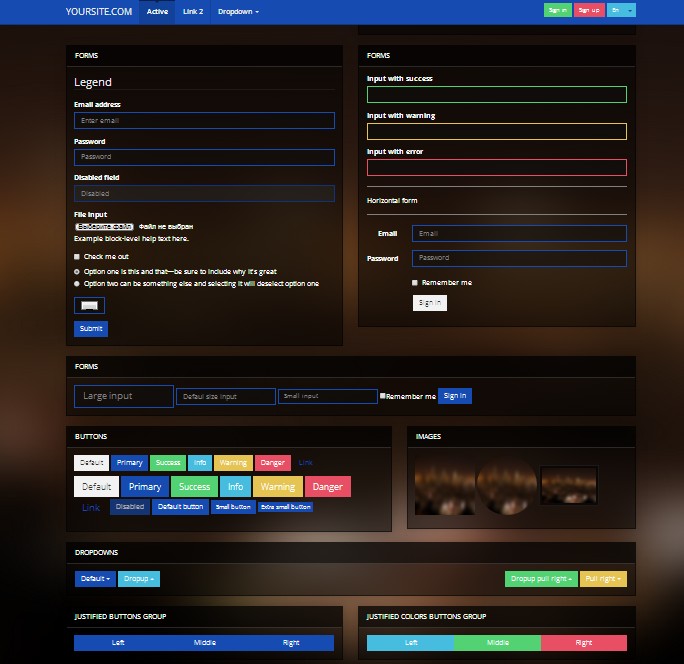 YOURSITE.COM Active Link 2 Dropdown Sign in Sign up En
FORMS
Legend
Email address
Enter email
Password
Password
Disabled field
Disabled
File input
Выберите файл Файл не выбран
Example block-level help text here.
Check me out
Option one is this and that—be sure to include why it's great
Option two can be something else and selecting it will deselect option one
Submit
FORMS
Input with success
Input with warning
Input with error
Horizontal form
Email Email
Password Password
Remember me
Sign in
FORMS
Large input Defaul size input Small input Remember me Sign in
BUTTONS
Default Primary Success Info Warning Danger Link
Default Primary Success Info Warning Danger
Link Disabled Default button Small button Extra small button
IMAGES
DROPDOWNS
Default Dropup Dropup pull right Pull right
JUSTIFIED BUTTONS GROUP
Left Middle Right
JUSTIFIED COLORS BUTTONS GROUP
Left Middle Right